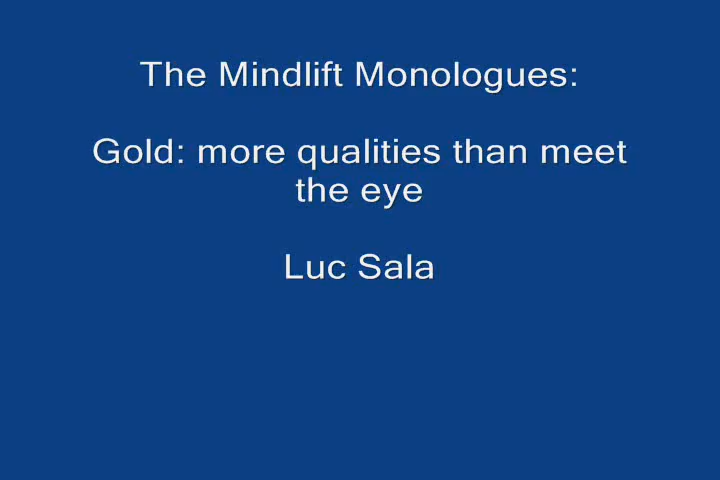 The Mindlift Monologues:
Gold: more qualities than meet
the eye
Luc Sala